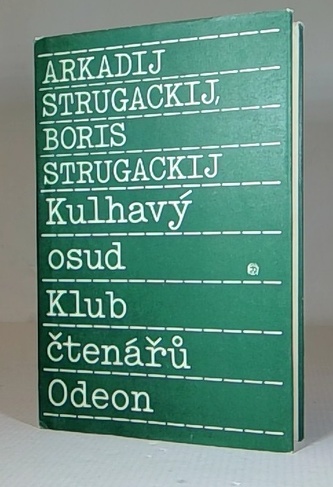 ARKADIJ
STRUGACKIJ,
BORIS
STRUGACKIJ
Kulhavý
osud
Klub
čtenářů
Odeon